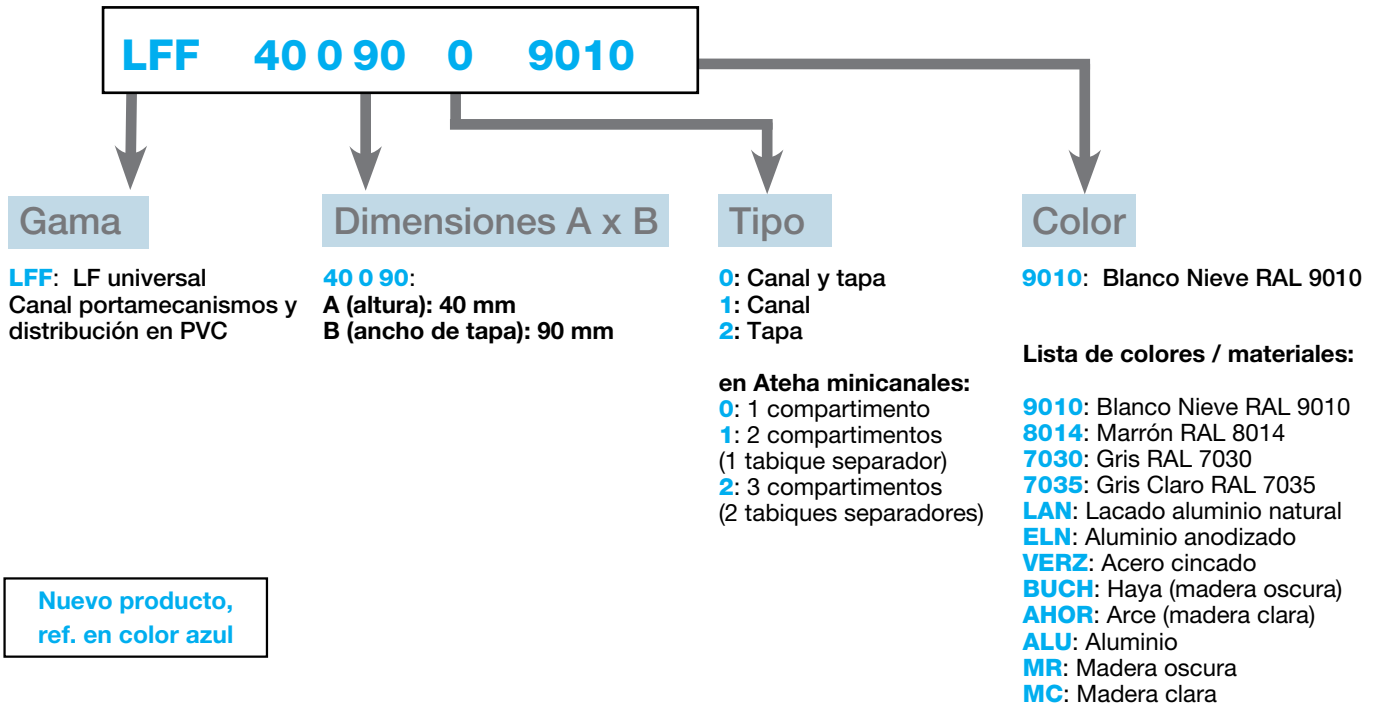 LFF 40 0 90 0 9010
Gama
LFF: LF universal
Canal portamecanismos y
distribución en PVC
Dimensiones A x B
40 0 90:
A (altura): 40 mm
B (ancho de tapa): 90 mm
Tipo
0: Canal y tapa
1: Canal
2: Tapa
en Ateha minicanales:
0: 1 compartimento
1: 2 compartimentos
(1 tabique separador)
2: 3 compartimentos
(2 tabiques separadores)
Color
9010: Blanco Nieve RAL 9010
Lista de colores / materiales:
9010: Blanco Nieve RAL 9010
8014: Marrón RAL 8014
7030: Gris RAL 7030
7035: Gris Claro RAL 7035
LAN: Lacado aluminio natural
ELN: Aluminio anodizado
VERZ: Acero cincado
BUCH: Haya (madera oscura)
AHOR: Arce (madera clara)
ALU: Aluminio
MR: Madera oscura
MC: Madera clara
Nuevo producto,
ref. en color azul